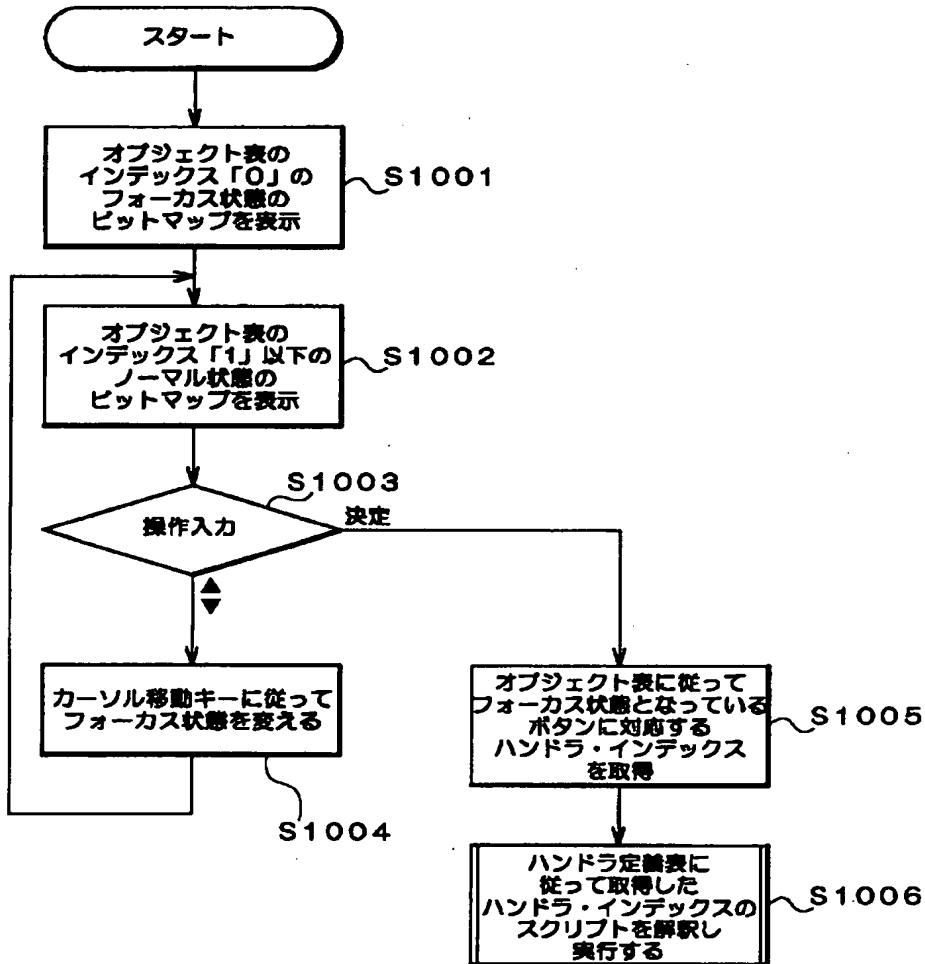 スタート
オブジェクト表の
インデックス「0」の
フォーカス状態の
ビットマップを表示
S1001
オブジェクト表の
インデックス「1」以下の
ノーマル状態の
ビットマップを表示
S1002
S1003
操作入力
決定
▲
▼
カーソル移動キーに従って
フォーカス状態を変える
S1004
オブジェクト表に従って
フォーカス状態となっている
ボタンに対応する
ハンドラ・インデックス
を取得
S1005
ハンドラ定義表に
従って取得した
ハンドラ・インデックスの
スクリプトを解釈し
実行する
S1006